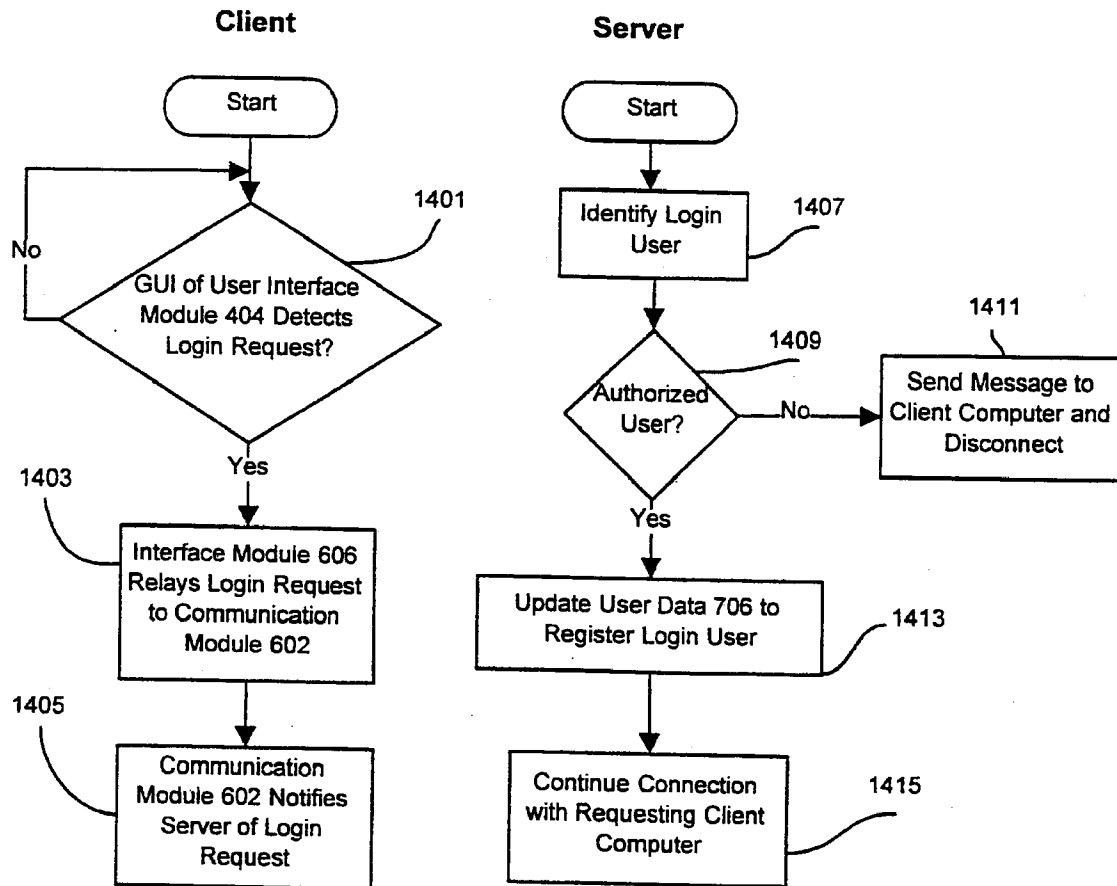 Client
Start
1401
No
GUI of User Interface
Module 404 Detects
Login Request?
Yes
1403
Interface Module 606
Relays Login Request
to Communication
Module 602
1405
Communication
Module 602 Notifies
Server of Login
Request
Server
Start
1407
Identify Login
User
1409
Authorized
User?
No
1411
Send Message to
Client Computer and
Disconnect
Yes
Update User Data 706 to
Register Login User
1413
Continue Connection
with Requesting Client
Computer
1415